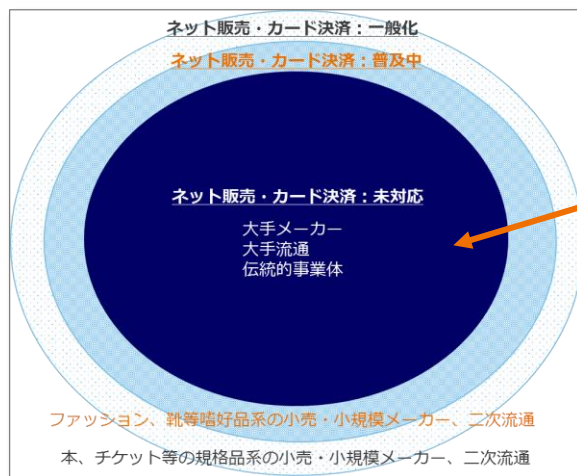 ネット販売・カード決済：一般化
ネット販売・カード決済：普及中
ネット販売・カード決済：未対応
大手メーカー
大手流通
伝統的事業体
ファッション、靴等嗜好品系の小売・小規模メーカー、二次流通
本、チケット等の規格品系の小売・小規模メーカー、二次流通